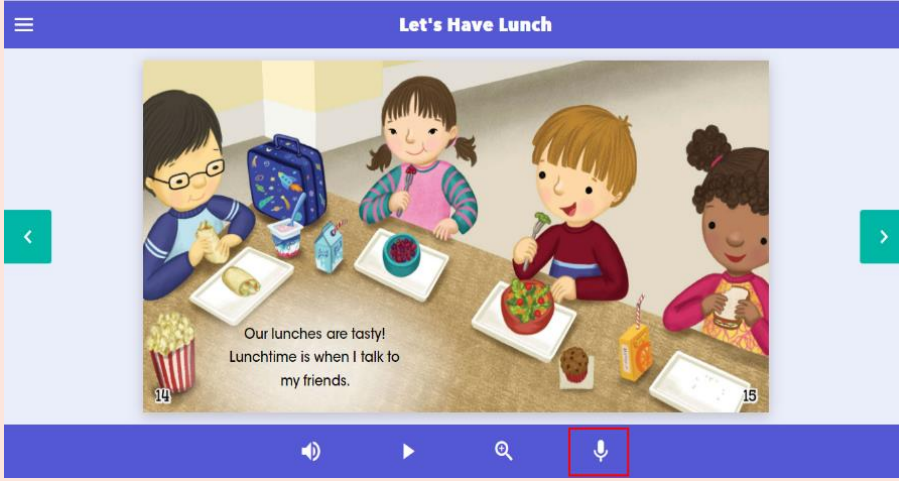 Let's Have Lunch
Our lunches are tasty!
Lunchtime is when I talk to
my friends.
14
15